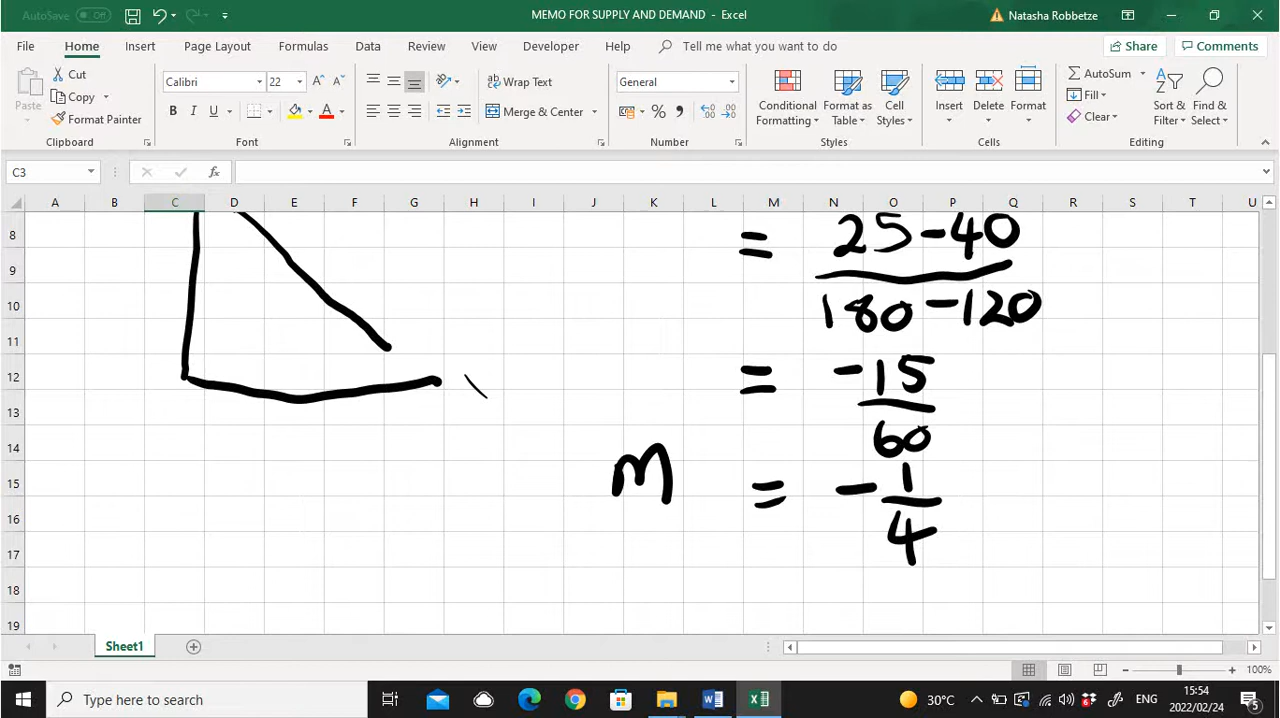 AutoSave Off MEMO FOR SUPPLY AND DEMAND - Excel Natasha Robbetze
File Home Insert Page Layout Formulas Data Review View Developer Help Tell me what you want to do Share Comments
Paste Cut Copy Format Painter
Calibri 22 A A
B I U A
Wrap Text
Merge & Center
General
% ,
Conditional Formatting
Format as Table
Cell Styles
Insert Delete Format
AutoSum
Fill
Clear
Sort & Filter
Find & Select
Clipboard Font Alignment Number Styles Cells Editing
C3 fx
A B C D E F G H I J K L M N O P Q R S T U
8
9
10
11
12
13
14
15
16
17
18
19
= 25-40
180-120
= -15
60
m = -1
4
Sheet1
100%
Type here to search
30°C ENG 15:54
2022/02/24 5